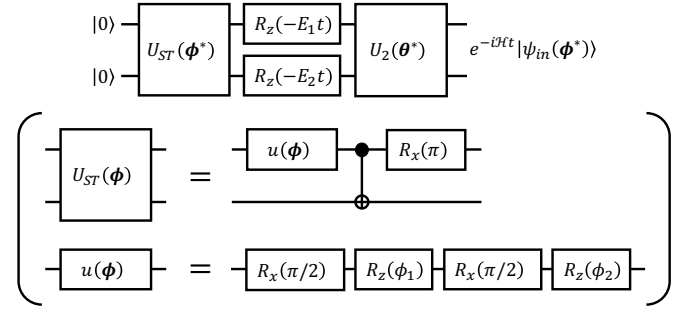 |0⟩ U_ST(ϕ*) R_z(−E_1t) U_2(θ*) e^{−iℋt}|ψ_in(ϕ*)⟩
|0⟩ R_z(−E_2t)
U_ST(ϕ) = u(ϕ) R_x(π)
u(ϕ) = R_x(π/2) R_z(ϕ_1) R_x(π/2) R_z(ϕ_2)